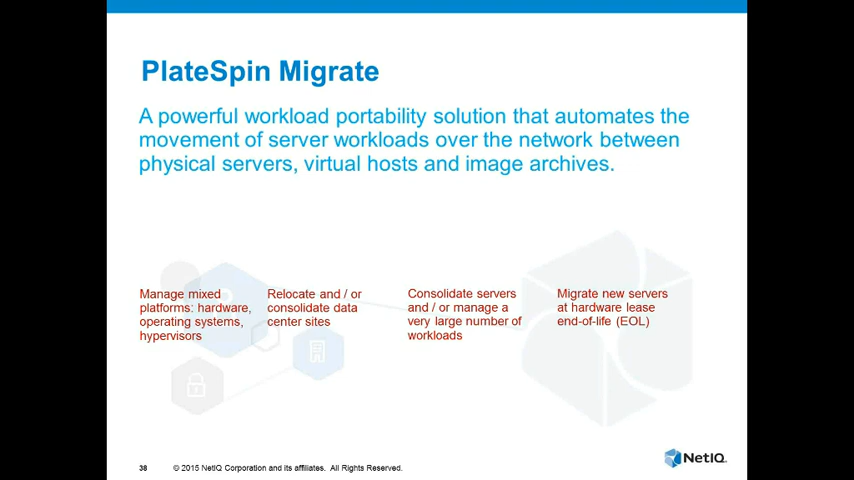 PlateSpin Migrate
A powerful workload portability solution that automates the
movement of server workloads over the network between
physical servers, virtual hosts and image archives.
Manage mixed
platforms: hardware,
operating systems,
hypervisors
Relocate and / or
consolidate data
center sites
Consolidate servers
and / or manage a
very large number of
workloads
Migrate new servers
at hardware lease
end-of-life (EOL)
38 © 2015 NetIQ Corporation and its affiliates. All Rights Reserved.
NetIQ.